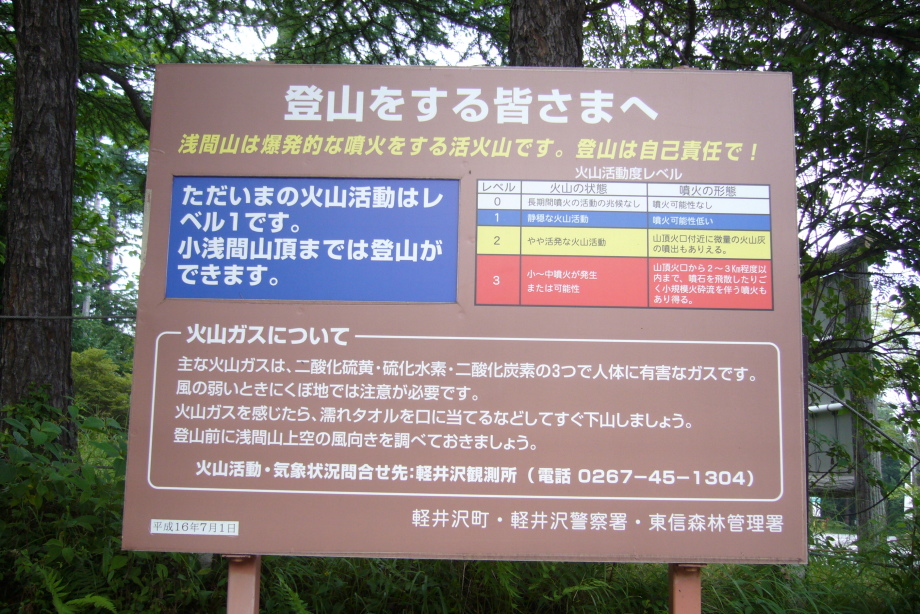 登山をする皆さまへ
浅間山は爆発的な噴火をする活火山です。登山は自己責任で!
ただいまの火山活動はレ
ベル1です。
小浅間山頂までは登山が
できます。
火山活動度レベル
レベル 火山の状態 噴火の形態
0 長期間噴火の活動の兆候なし 噴火可能性なし
1 静穏な火山活動 噴火可能性低い
2 やや活発な火山活動 山頂火口付近に微量の火山灰
の噴出もありえる。
3 小〜中噴火が発生
または可能性
山頂火口から2〜3Km程度以
内まで、噴石を飛散したりご
く小規模火砕流を伴う噴火も
あり得る。
火山ガスについて
主な火山ガスは、二酸化硫黄・硫化水素・二酸化炭素の3つで人体に有害なガスです。
風の弱いときにくぼ地では注意が必要です。
火山ガスを感じたら、濡れタオルを口に当てるなどしてすぐ下山しましょう。
登山前に浅間山上空の風向きを調べておきましょう。
火山活動・気象状況問合せ先:軽井沢観測所 (電話 0267-45-1304)
平成16年7月1日
軽井沢町・軽井沢警察署・東信森林管理署